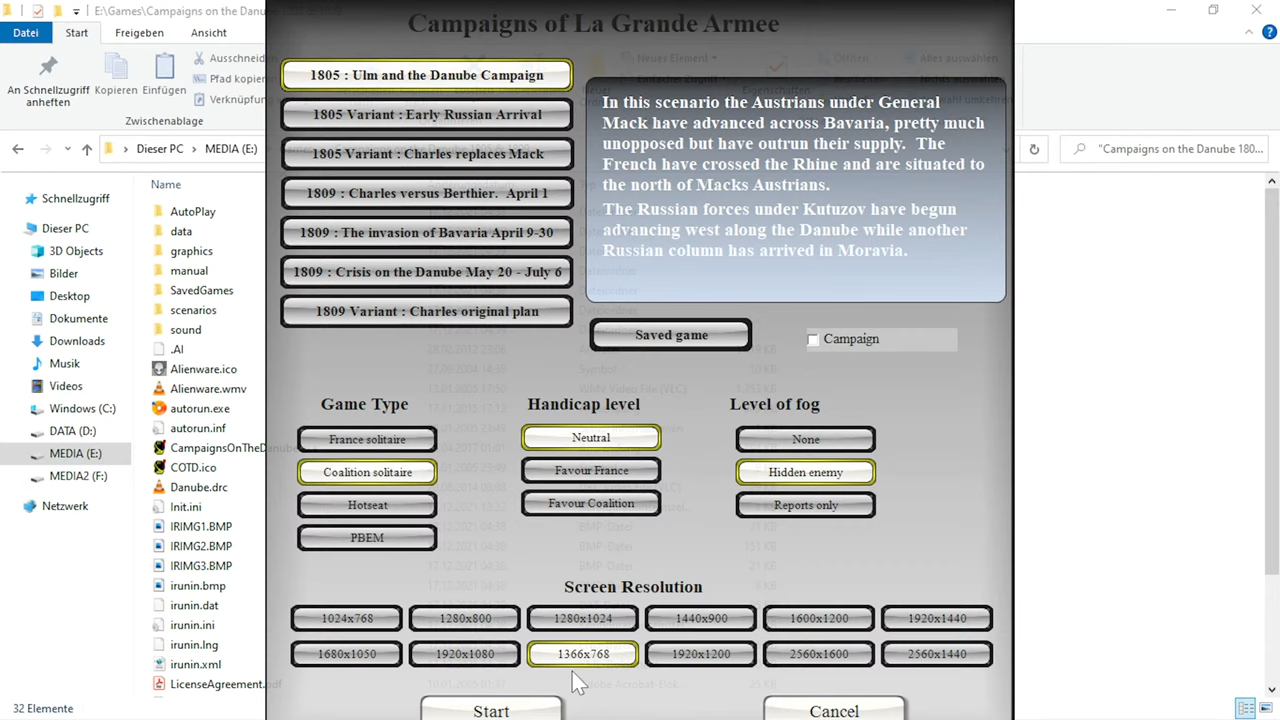 E:\Games\Campaigns on the Danube 1805 & 1809
Campaigns of La Grande Armee
Datei
Start
Freigeben
Ansicht
An Schnellzugriff
anheften
Kopieren
Einfügen
Ausschneiden
Pfad kopieren
Verknüpfung
Zwischenablage
Neues Element
Einfacher Zugriff
Öffnen
Alles auswählen
Dieser PC
MEDIA (E:)
"Campaigns on the Danube 180...
1805 : Ulm and the Danube Campaign
1805 Variant : Early Russian Arrival
1805 Variant : Charles replaces Mack
1809 : Charles versus Berthier. April 1
1809 : The invasion of Bavaria April 9-30
1809 : Crisis on the Danube May 20 - July 6
1809 Variant : Charles original plan
In this scenario the Austrians under General
Mack have advanced across Bavaria, pretty much
unopposed but have outrun their supply. The
French have crossed the Rhine and are situated to
the north of Macks Austrians.
The Russian forces under Kutuzov have begun
advancing west along the Danube while another
Russian column has arrived in Moravia.
Saved game
Campaign
Game Type
France solitaire
Coalition solitaire
Hotseat
PBEM
Handicap level
Neutral
Favour France
Favour Coalition
Level of fog
None
Hidden enemy
Reports only
Screen Resolution
1024x768
1280x800
1280x1024
1440x900
1600x1200
1920x1440
1680x1050
1920x1080
1366x768
1920x1200
2560x1600
2560x1440
Start
Cancel
Schnellzugriff
Dieser PC
3D Objects
Bilder
Desktop
Dokumente
Downloads
Musik
Videos
Windows (C:)
DATA (D:)
MEDIA (E:)
MEDIA2 (F:)
Netzwerk
Name
AutoPlay
data
graphics
manual
SavedGames
scenarios
sound
.AI
Alienware.ico
Alienware.wmv
autorun.exe
autorun.inf
CampaignsOnTheDanube
COTD.ico
Danube.drc
Init.ini
IRIMG1.BMP
IRIMG2.BMP
IRIMG3.BMP
irunin.bmp
irunin.dat
irunin.ini
irunin.lng
irunin.xml
LicenseAgreement.pdf
32 Elemente